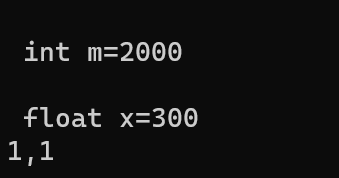 int m=2000
float x=300
1,1